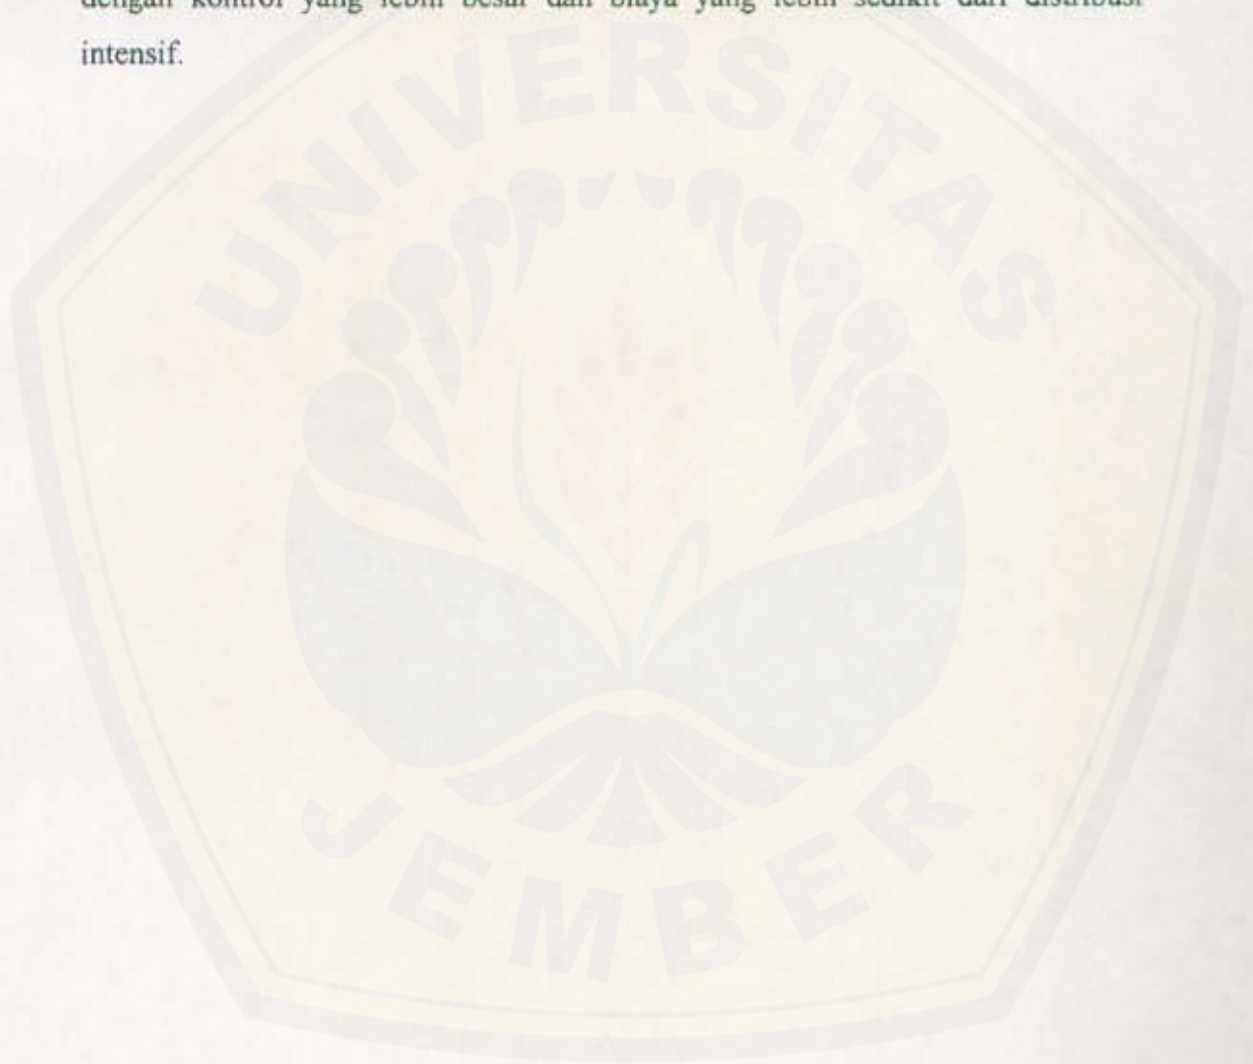 dengan kontrol yang lebih besar dan biaya yang lebih sedikit dari distribusi
intensif.
UNIVERSITAS
JEMBER